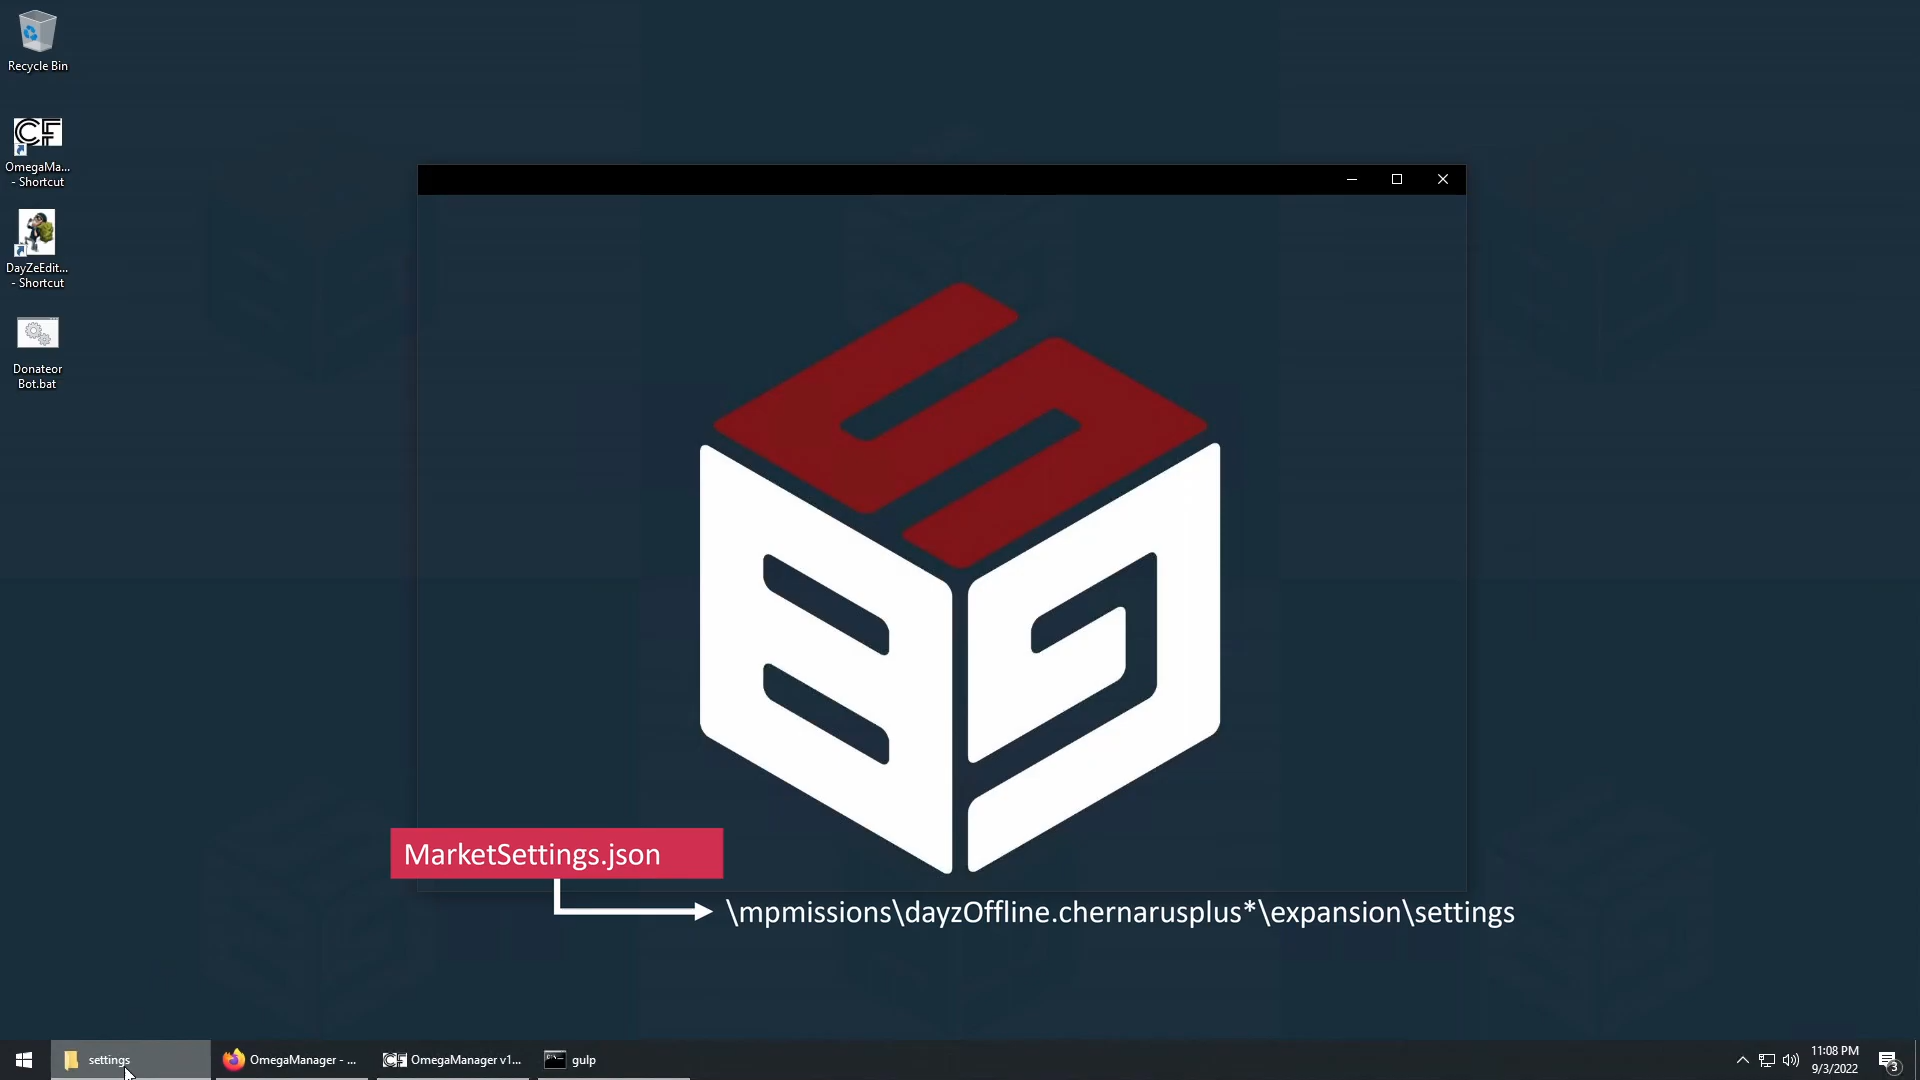 Recycle Bin
OmegaMa...
- Shortcut
DayZeEdit...
- Shortcut
Donateor
Bot.bat
MarketSettings.json
\mpmissions\dayzOffline.chernarusplus*\expansion\settings
settings
OmegaManager - ...
OmegaManager v1...
gulp
11:08 PM
9/3/2022
3